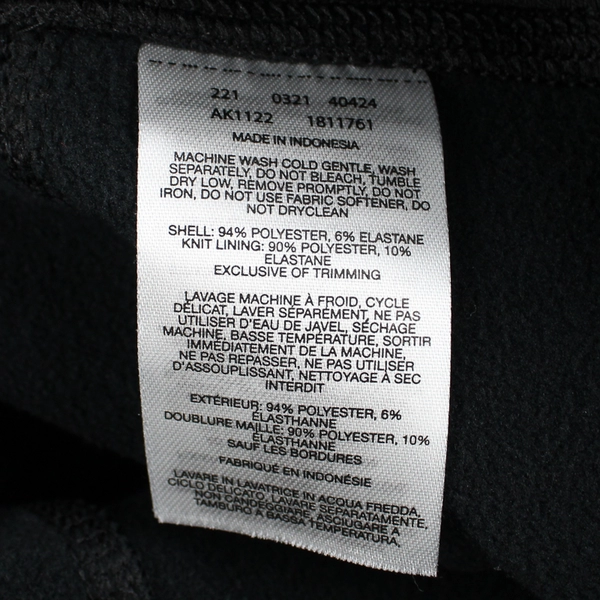 221 0321 40424
AK1122 1811761
MADE IN INDONESIA
MACHINE WASH COLD GENTLE, WASH
SEPARATELY, DO NOT BLEACH, TUMBLE
DRY LOW, REMOVE PROMPTLY, DO NOT
IRON, DO NOT USE FABRIC SOFTENER, DO
NOT DRYCLEAN
SHELL: 94% POLYESTER, 6% ELASTANE
KNIT LINING: 90% POLYESTER, 10%
ELASTANE
EXCLUSIVE OF TRIMMING
LAVAGE MACHINE À FROID, CYCLE
DÉLICAT, LAVER SÉPARÉMENT, NE PAS
UTILISER D'EAU DE JAVEL, SÉCHAGE
MACHINE, BASSE TEMPÉRATURE, SORTIR
IMMÉDIATEMENT DE LA MACHINE,
NE PAS REPASSER, NE PAS UTILISER
D'ASSOUPLISSANT, NETTOYAGE À SEC
INTERDIT
EXTÉRIEUR: 94% POLYESTER, 6%
ÉLASTHANNE
DOUBLURE MAILLE: 90% POLYESTER, 10%
ÉLASTHANNE
SAUF LES BORDURES
FABRIQUÉ EN INDONÉSIE
LAVARE IN LAVATRICE IN ACQUA FREDDA,
CICLO DELICATO, LAVARE SEPARATAMENTE,
NON CANDEGGIARE, ASCIUGARE A
TAMBURO A BASSA TEMPERATURA,